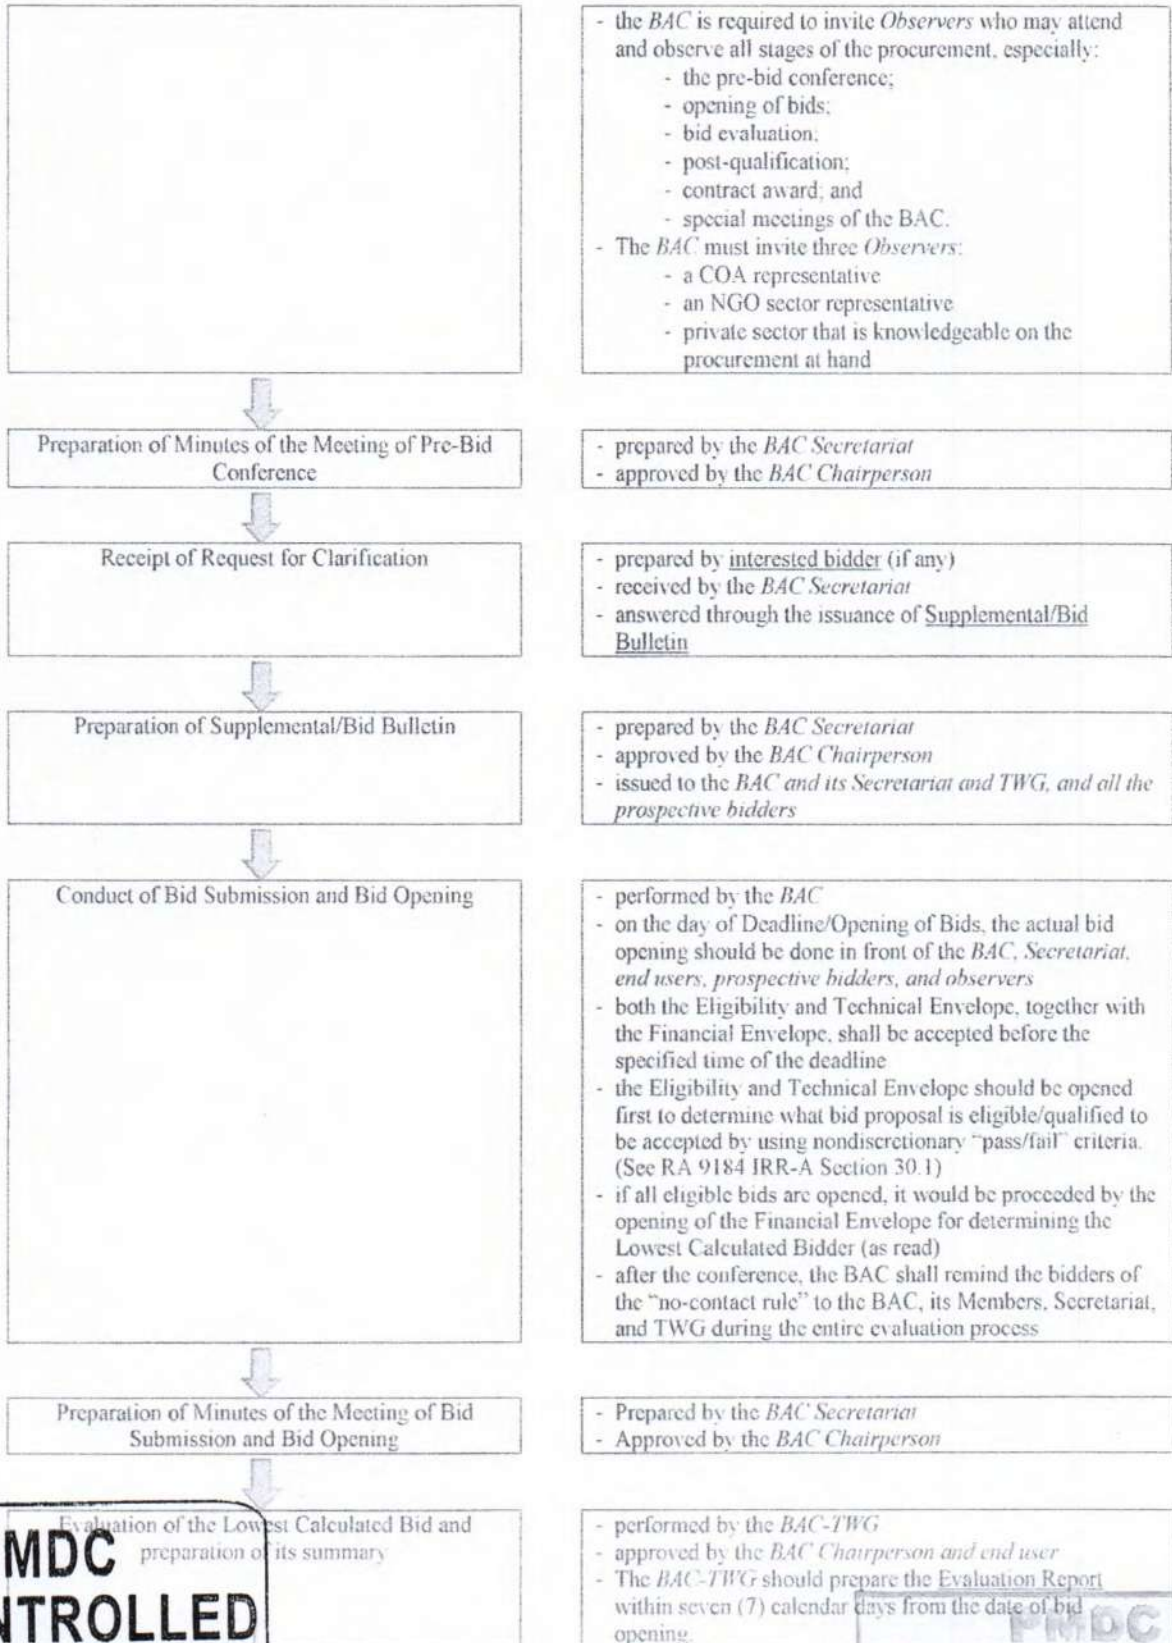 - the BAC is required to invite Observers who may attend
and observe all stages of the procurement, especially:
- the pre-bid conference;
- opening of bids;
- bid evaluation;
- post-qualification;
- contract award; and
- special meetings of the BAC.
- The BAC must invite three Observers:
- a COA representative
- an NGO sector representative
- private sector that is knowledgeable on the
procurement at hand
Preparation of Minutes of the Meeting of Pre-Bid
Conference
- prepared by the BAC Secretariat
- approved by the BAC Chairperson
Receipt of Request for Clarification
- prepared by interested bidder (if any)
- received by the BAC Secretariat
- answered through the issuance of Supplemental/Bid
Bulletin
Preparation of Supplemental/Bid Bulletin
- prepared by the BAC Secretariat
- approved by the BAC Chairperson
- issued to the BAC and its Secretariat and TWG, and all the
prospective bidders
Conduct of Bid Submission and Bid Opening
- performed by the BAC
- on the day of Deadline/Opening of Bids, the actual bid
opening should be done in front of the BAC, Secretariat,
end users, prospective bidders, and observers
- both the Eligibility and Technical Envelope, together with
the Financial Envelope, shall be accepted before the
specified time of the deadline
- the Eligibility and Technical Envelope should be opened
first to determine what bid proposal is eligible/qualified to
be accepted by using nondiscretionary "pass/fail" criteria.
(See RA 9184 IRR-A Section 30.1)
- if all eligible bids are opened, it would be proceeded by the
opening of the Financial Envelope for determining the
Lowest Calculated Bidder (as read)
- after the conference, the BAC shall remind the bidders of
the "no-contact rule" to the BAC, its Members, Secretariat,
and TWG during the entire evaluation process
Preparation of Minutes of the Meeting of Bid
Submission and Bid Opening
- Prepared by the BAC Secretariat
- Approved by the BAC Chairperson
Evaluation of the Lowest Calculated Bid and
preparation of its summary
- performed by the BAC-TWG
- approved by the BAC Chairperson and end user
- The BAC-TWG should prepare the Evaluation Report
within seven (7) calendar days from the date of bid
opening.
MDC
NTROLLED
PMDC